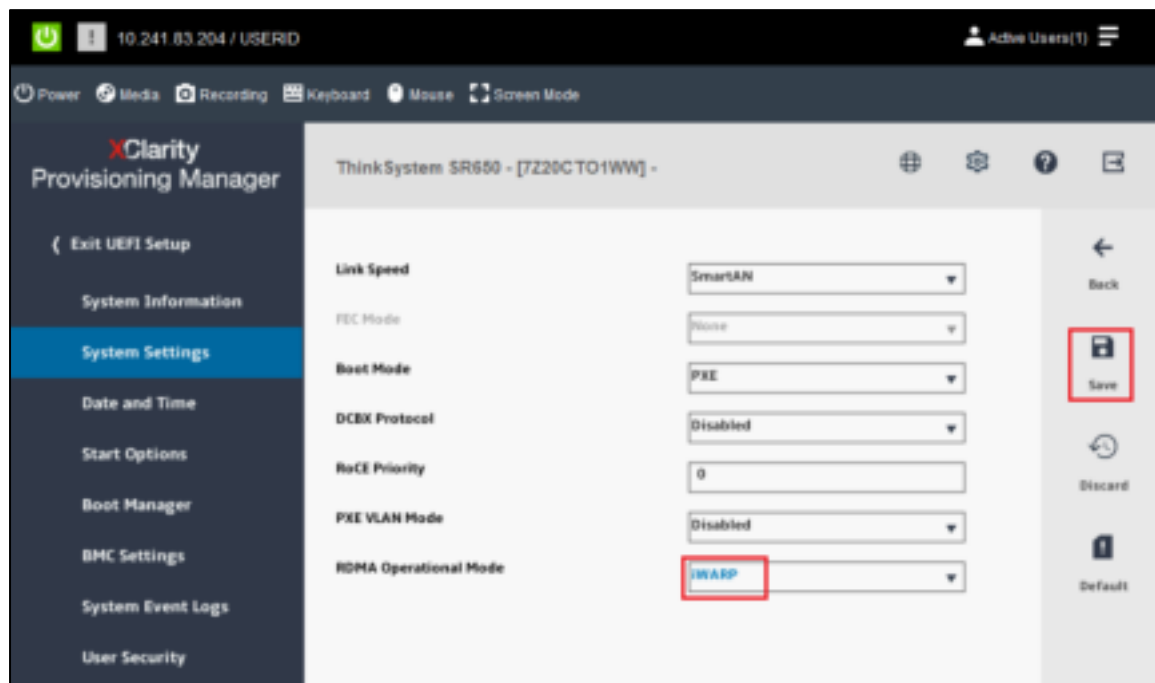 10.241.83.204 / USERID
Active Users(1)
Power Media Recording Keyboard Mouse Screen Mode
XClarity
Provisioning Manager
ThinkSystem SR650 - [7Z20CTO1WW] -
Exit UEFI Setup
System Information
System Settings
Date and Time
Start Options
Boot Manager
BMC Settings
System Event Logs
User Security
Link Speed SmartAN
FEC Mode None
Boot Mode PXE
DCBX Protocol Disabled
RoCE Priority 0
PXE VLAN Mode Disabled
RDMA Operational Mode iWARP
Back
Save
Discard
Default